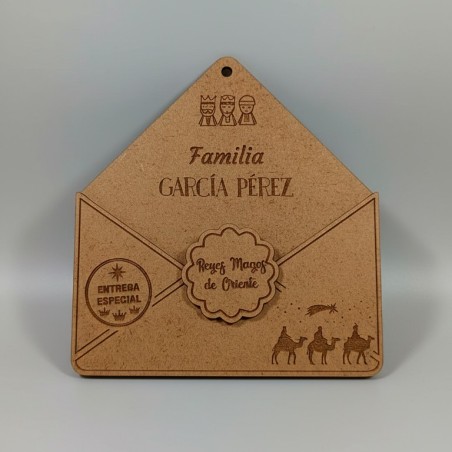 Familia
GARCÍA PÉREZ
Reyes Magos
de Oriente
ENTREGA
ESPECIAL